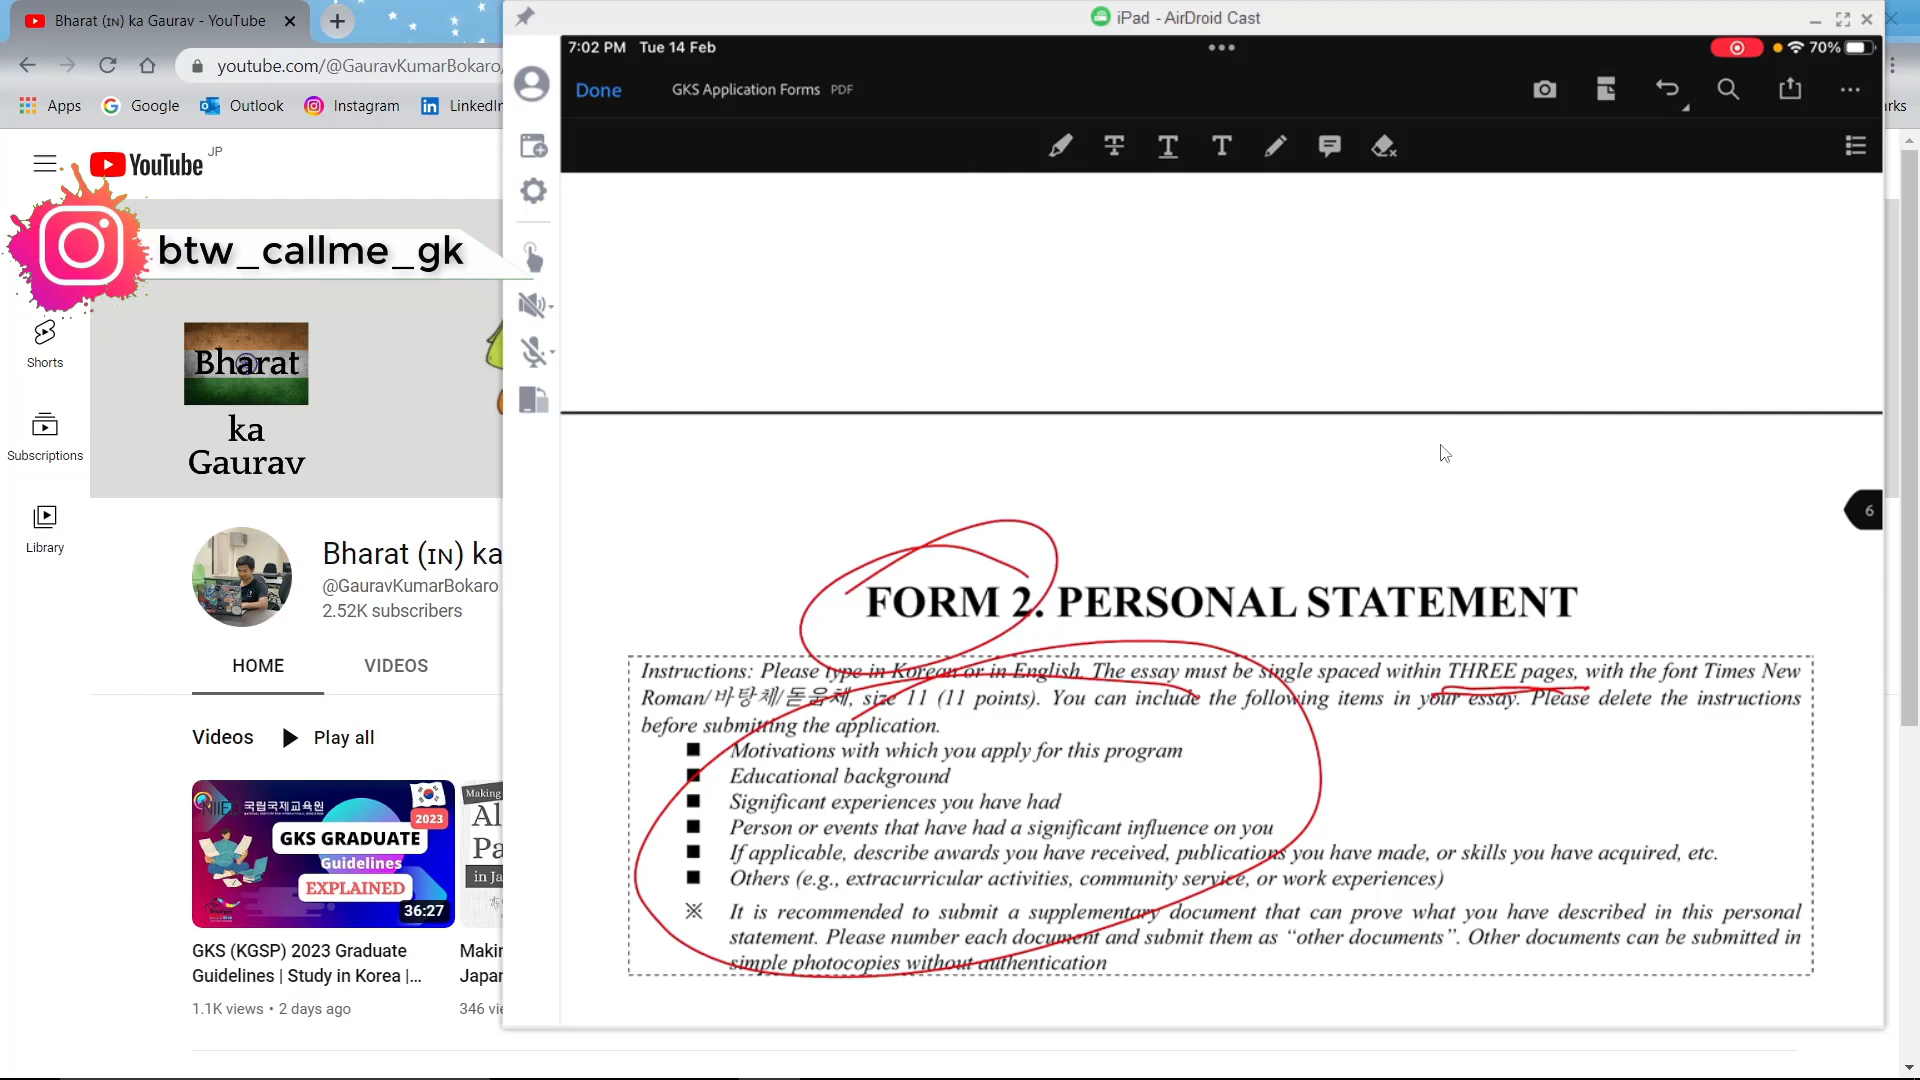 Bharat (IN) ka Gaurav - YouTube
iPad - AirDroid Cast
youtube.com/@GauravKumarBokaro
Apps
Google
Outlook
Instagram
LinkedIn
rks
7:02 PM Tue 14 Feb
70%
Done
GKS Application Forms PDF
YouTube JP
btw_callme_gk
Shorts
Subscriptions
Library
Bharat
ka
Gaurav
Bharat (IN) ka
@GauravKumarBokaro
2.52K subscribers
HOME
VIDEOS
Videos
Play all
国립국제교육원
2023
GKS GRADUATE
Guidelines
EXPLAINED
36:27
Making
Al
Pa
in Ja
GKS (KGSP) 2023 Graduate
Guidelines | Study in Korea |...
1.1K views • 2 days ago
Makin
Japan
346 vie
6
FORM 2. PERSONAL STATEMENT
Instructions: Please type in Korean or in English. The essay must be single spaced within THREE pages, with the font Times New
Roman/바탕체/돋움체, size 11 (11 points). You can include the following items in your essay. Please delete the instructions
before submitting the application.
■ Motivations with which you apply for this program
■ Educational background
■ Significant experiences you have had
■ Person or events that have had a significant influence on you
■ If applicable, describe awards you have received, publications you have made, or skills you have acquired, etc.
■ Others (e.g., extracurricular activities, community service, or work experiences)
※ It is recommended to submit a supplementary document that can prove what you have described in this personal
statement. Please number each document and submit them as “other documents”. Other documents can be submitted in
simple photocopies without authentication